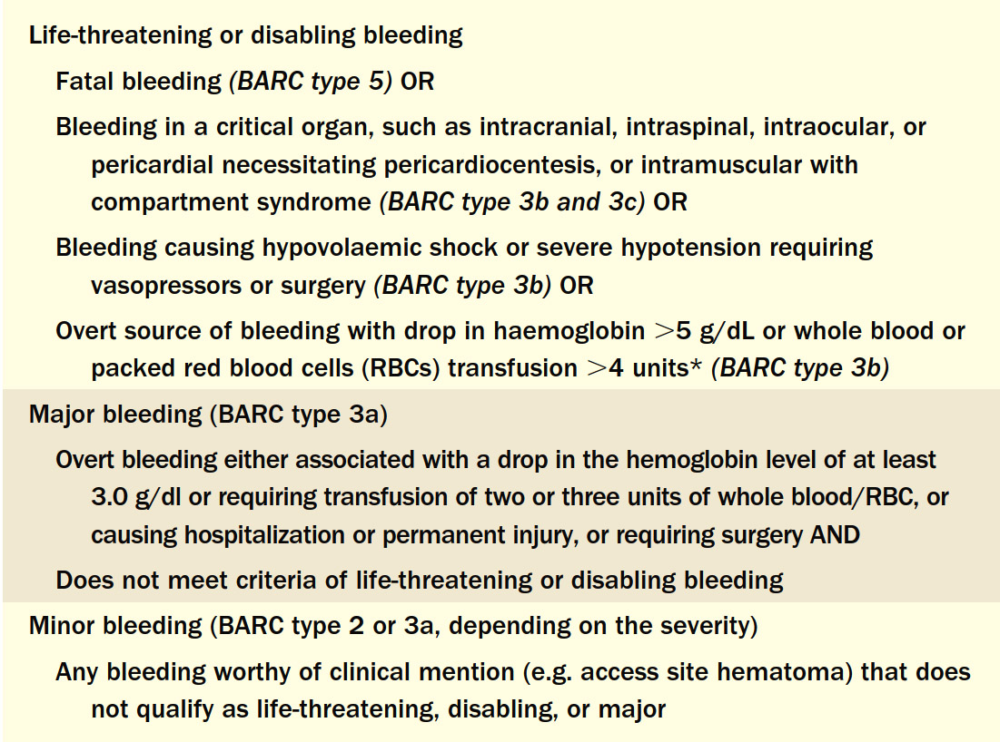 Life-threatening or disabling bleeding
Fatal bleeding (BARC type 5) OR
Bleeding in a critical organ, such as intracranial, intraspinal, intraocular, or
pericardial necessitating pericardiocentesis, or intramuscular with
compartment syndrome (BARC type 3b and 3c) OR
Bleeding causing hypovolaemic shock or severe hypotension requiring
vasopressors or surgery (BARC type 3b) OR
Overt source of bleeding with drop in haemoglobin >5 g/dL or whole blood or
packed red blood cells (RBCs) transfusion >4 units* (BARC type 3b)
Major bleeding (BARC type 3a)
Overt bleeding either associated with a drop in the hemoglobin level of at least
3.0 g/dl or requiring transfusion of two or three units of whole blood/RBC, or
causing hospitalization or permanent injury, or requiring surgery AND
Does not meet criteria of life-threatening or disabling bleeding
Minor bleeding (BARC type 2 or 3a, depending on the severity)
Any bleeding worthy of clinical mention (e.g. access site hematoma) that does
not qualify as life-threatening, disabling, or major